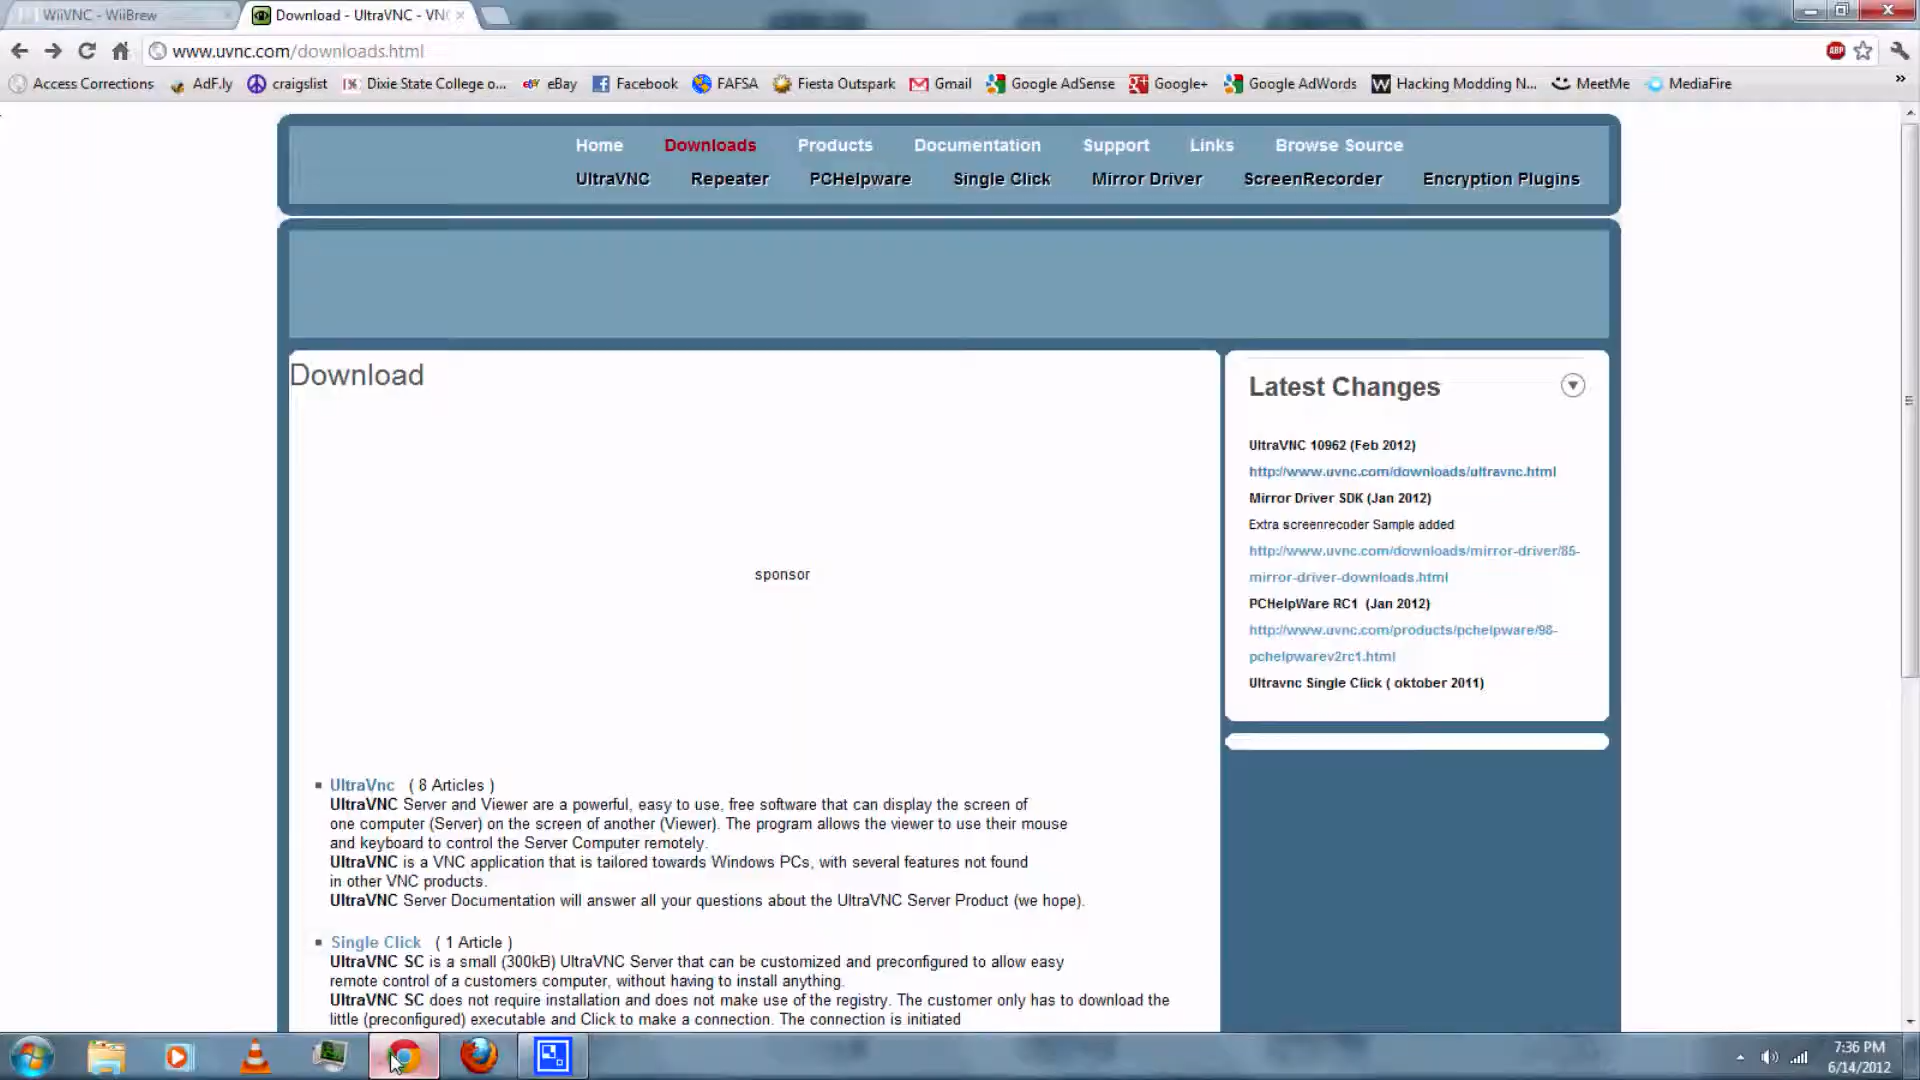 WiiVNC - WiiBrew
Download - UltraVNC - VNC
www.uvnc.com/downloads.html
ABP
Access Corrections AdF.ly craigslist Dixie State College o... eBay Facebook FAFSA Fiesta Outspark Gmail Google AdSense Google+ Google AdWords Hacking Modding N... MeetMe MediaFire »
Home Downloads Products Documentation Support Links Browse Source
UltraVNC Repeater PCHelpware Single Click Mirror Driver ScreenRecorder Encryption Plugins
Download
sponsor
UltraVnc ( 8 Articles )
UltraVNC Server and Viewer are a powerful, easy to use, free software that can display the screen of
one computer (Server) on the screen of another (Viewer). The program allows the viewer to use their mouse
and keyboard to control the Server Computer remotely.
UltraVNC is a VNC application that is tailored towards Windows PCs, with several features not found
in other VNC products.
UltraVNC Server Documentation will answer all your questions about the UltraVNC Server Product (we hope).
Single Click ( 1 Article )
UltraVNC SC is a small (300kB) UltraVNC Server that can be customized and preconfigured to allow easy
remote control of a customers computer, without having to install anything.
UltraVNC SC does not require installation and does not make use of the registry. The customer only has to download the
little (preconfigured) executable and Click to make a connection. The connection is initiated
Latest Changes
UltraVNC 10962 (Feb 2012)
http://www.uvnc.com/downloads/ultravnc.html
Mirror Driver SDK (Jan 2012)
Extra screenrecoder Sample added
http://www.uvnc.com/downloads/mirror-driver/85-
mirror-driver-downloads.html
PCHelpWare RC1 (Jan 2012)
http://www.uvnc.com/products/pchelpware/98-
pchelpwarev2rc1.html
Ultravnc Single Click ( oktober 2011)
7:36 PM
6/14/2012